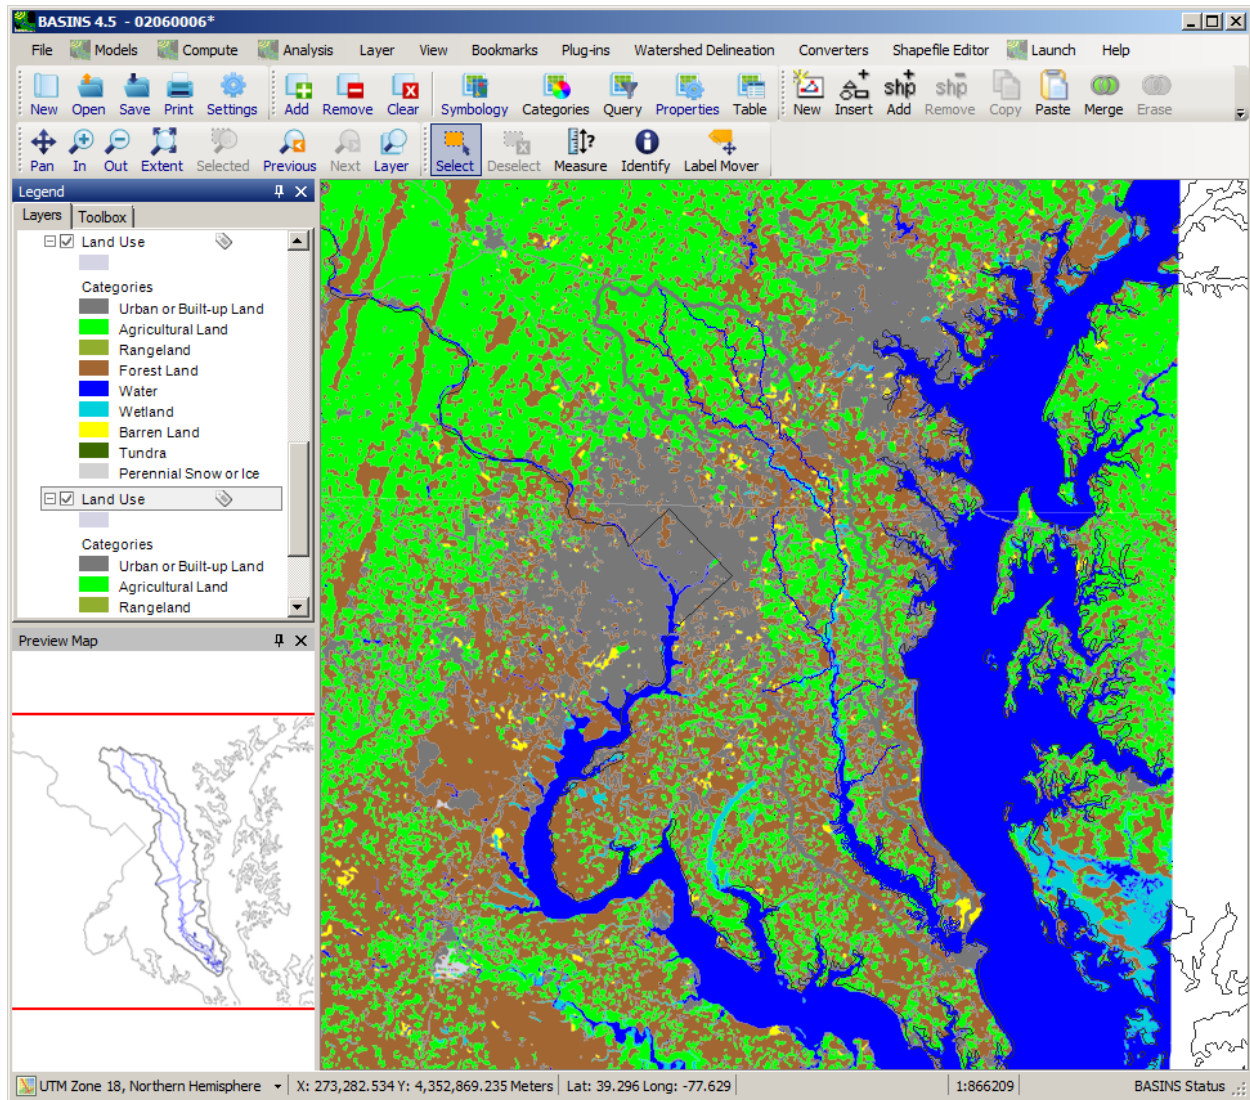 BASINS 4.5 - 02060006*
File Models Compute Analysis Layer View Bookmarks Plug-ins Watershed Delineation Converters Shapefile Editor Launch Help
New Open Save Print Settings Add Remove Clear Symbology Categories Query Properties Table New Insert Add Remove Copy Paste Merge Erase
Pan In Out Extent Selected Previous Next Layer Select Deselect Measure Identify Label Mover
Legend
Layers Toolbox
Land Use
Categories
Urban or Built-up Land
Agricultural Land
Rangeland
Forest Land
Water
Wetland
Barren Land
Tundra
Perennial Snow or Ice
Land Use
Categories
Urban or Built-up Land
Agricultural Land
Rangeland
Preview Map
UTM Zone 18, Northern Hemisphere X: 273,282.534 Y: 4,352,869.235 Meters Lat: 39.296 Long: -77.629 1:866209 BASINS Status